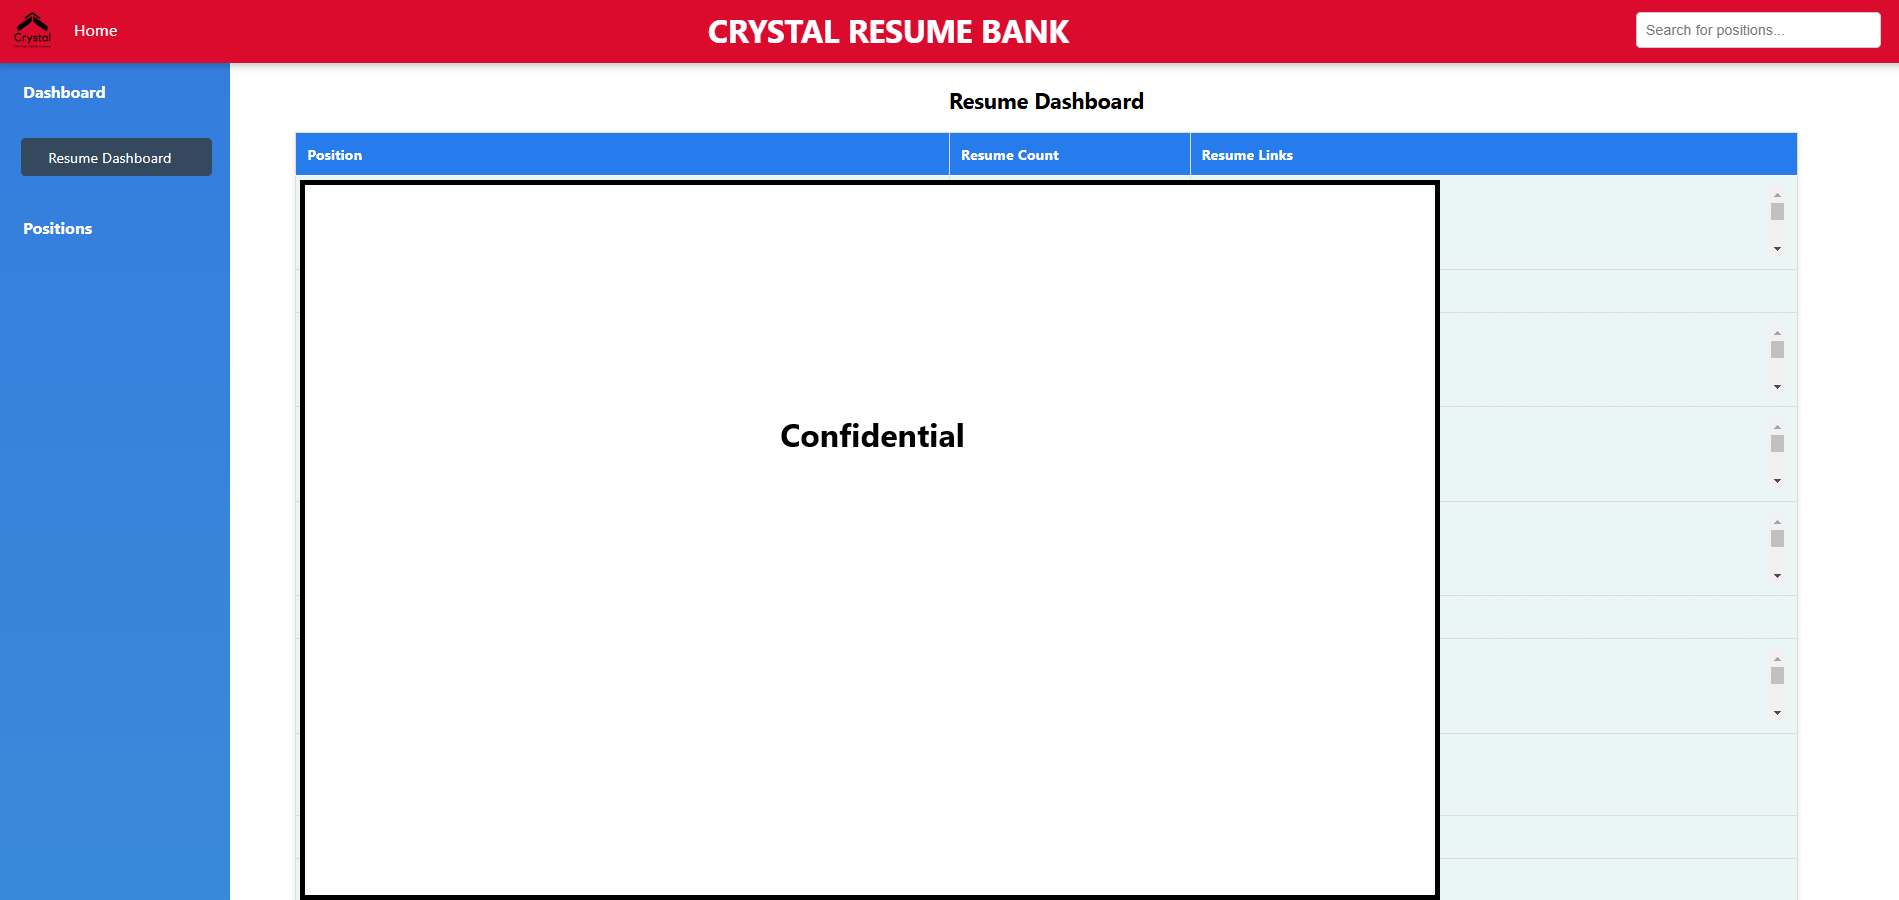 Crystal
Home
CRYSTAL RESUME BANK
Search for positions...
Dashboard
Resume Dashboard
Positions
Resume Dashboard
Position
Resume Count
Resume Links
Confidential